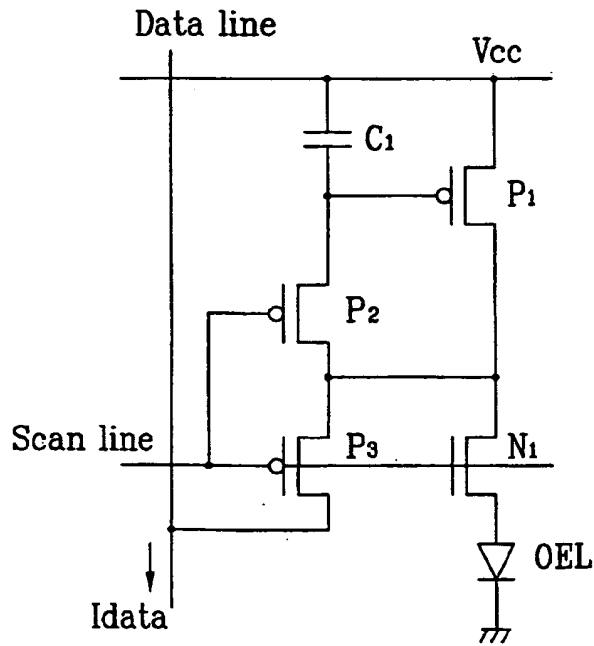 Data line
Vcc
C1
P1
P2
Scan line
P3
N1
OEL
Idata